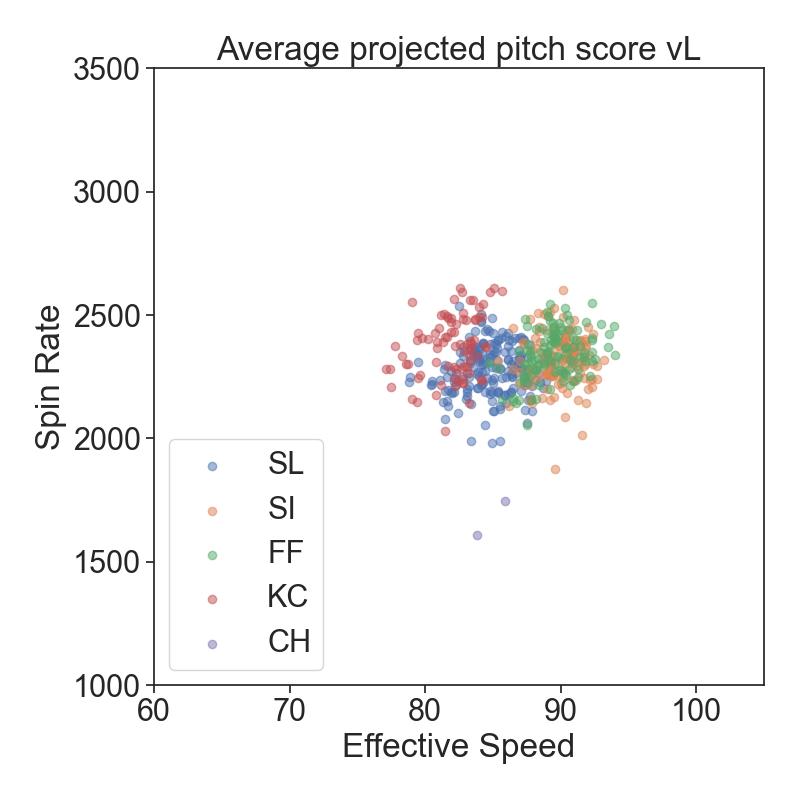 Average projected pitch score vL
3500
3000
2500
2000
1500
1000
Spin Rate
SL
SI
FF
KC
CH
60 70 80 90 100
Effective Speed